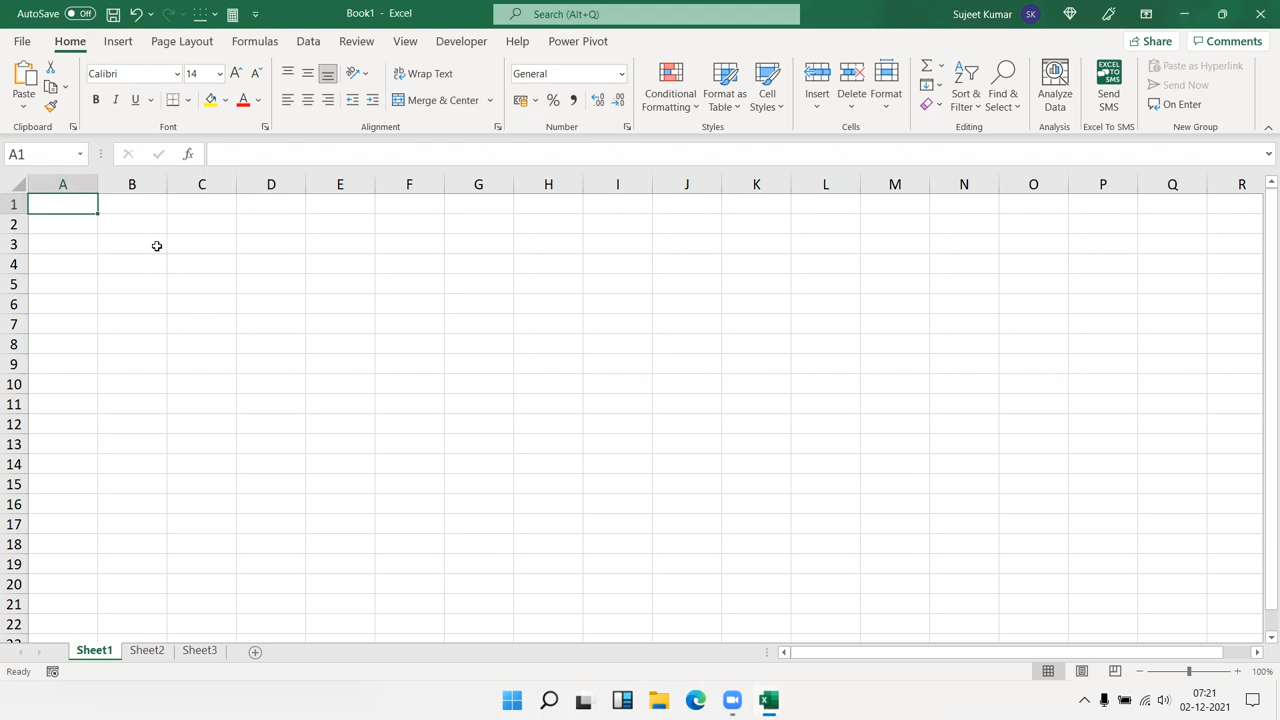 AutoSave Off Book1 - Excel Search (Alt+Q) Sujeet Kumar SK
File Home Insert Page Layout Formulas Data Review View Developer Help Power Pivot Share Comments
Paste Calibri 14 Wrap Text General Conditional Formatting Format as Table Cell Styles Insert Delete Format Sort & Filter Find & Select Analyze Data EXCEL TO SMS Send SMS Paste as Hyperlink
B I U Merge & Center Send Now
On Enter
Clipboard Font Alignment Number Styles Cells Editing Analysis Excel To SMS New Group
A1 fx
A B C D E F G H I J K L M N O P Q R
1
2
3
4
5
6
7
8
9
10
11
12
13
14
15
16
17
18
19
20
21
22
Sheet1 Sheet2 Sheet3
Ready 100%
07:21
02-12-2021